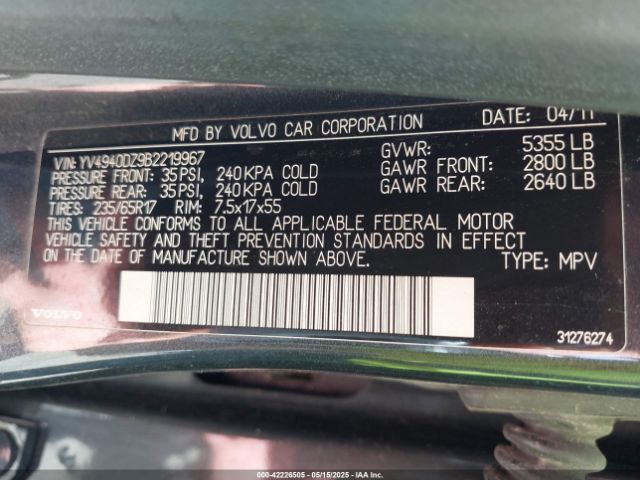 MFD BY VOLVO CAR CORPORATION DATE: 04/11
VIN: YV4940DZ9B2219967 GVWR: 5355 LB
PRESSURE FRONT: 35 PSI, 240 KPA COLD GAWR FRONT: 2800 LB
PRESSURE REAR: 35 PSI, 240 KPA COLD GAWR REAR: 2640 LB
TIRES: 235/65R17 RIM: 7.5x17x55
THIS VEHICLE CONFORMS TO ALL APPLICABLE FEDERAL MOTOR
VEHICLE SAFETY AND THEFT PREVENTION STANDARDS IN EFFECT
ON THE DATE OF MANUFACTURE SHOWN ABOVE. TYPE: MPV
VOLVO 31276274
000-42226505 - 05/15/2025 - IAA Inc.